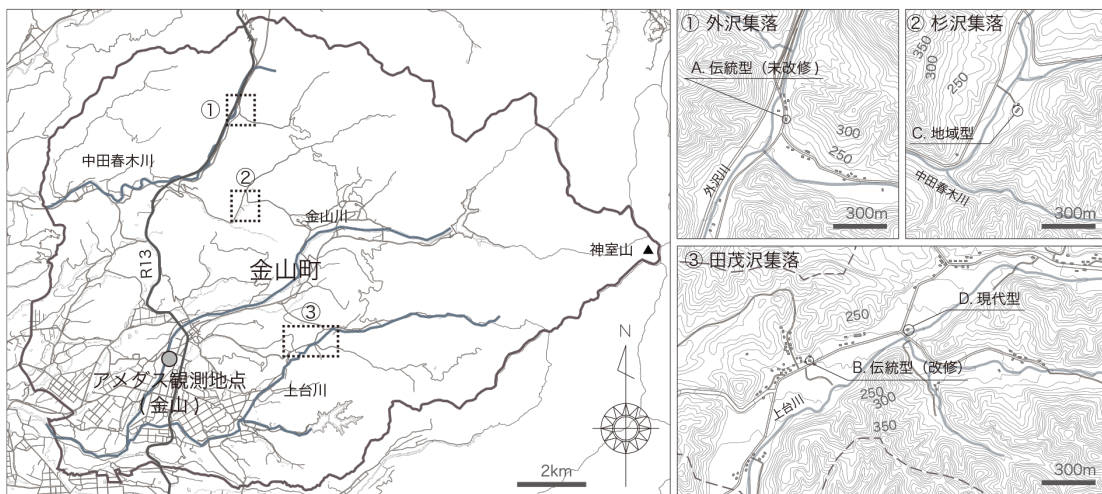 ①
中田春木川
②
金山川
神室山
金山町
R13
③
N
アメダス観測地点
(金山)
上台川
2km
① 外沢集落
A. 伝統型（未改修）
300
250
外沢川
300m
② 杉沢集落
350
300
250
C. 地域型
中田春木川
300m
③ 田茂沢集落
D. 現代型
250
B. 伝統型（改修）
上台川
250
300
350
300m